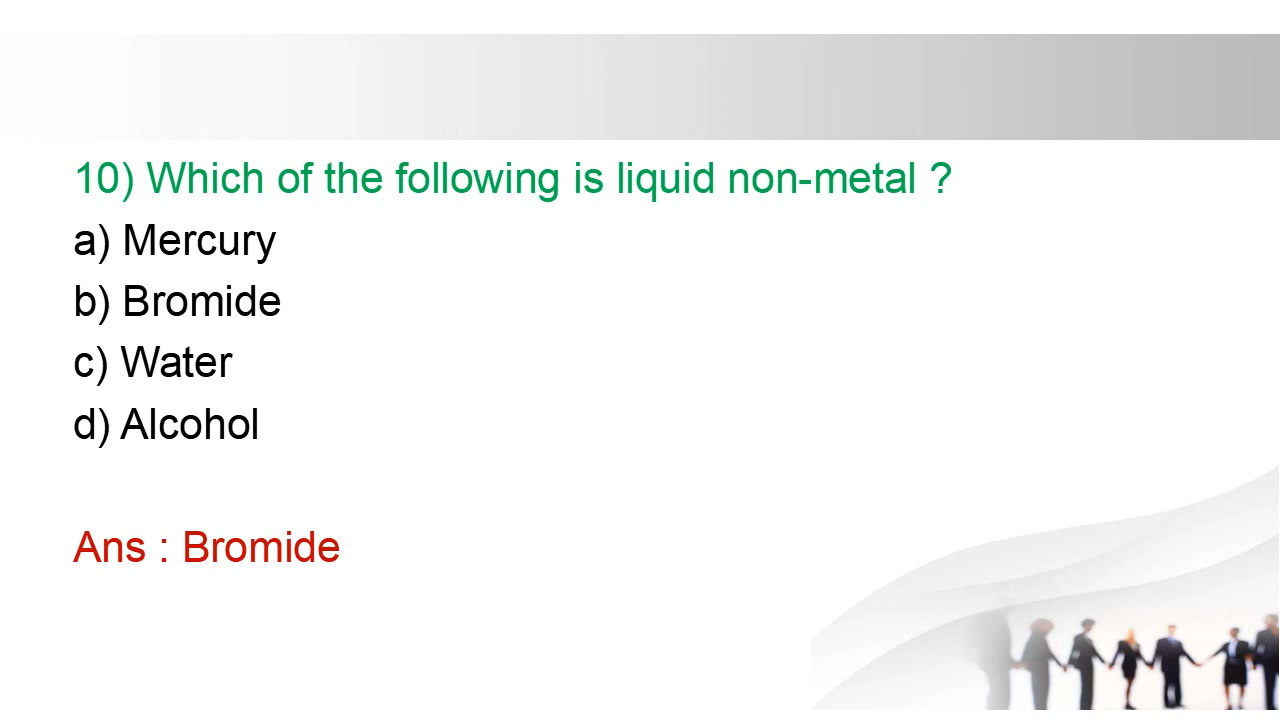 10) Which of the following is liquid non-metal ?
a) Mercury
b) Bromide
c) Water
d) Alcohol
Ans : Bromide